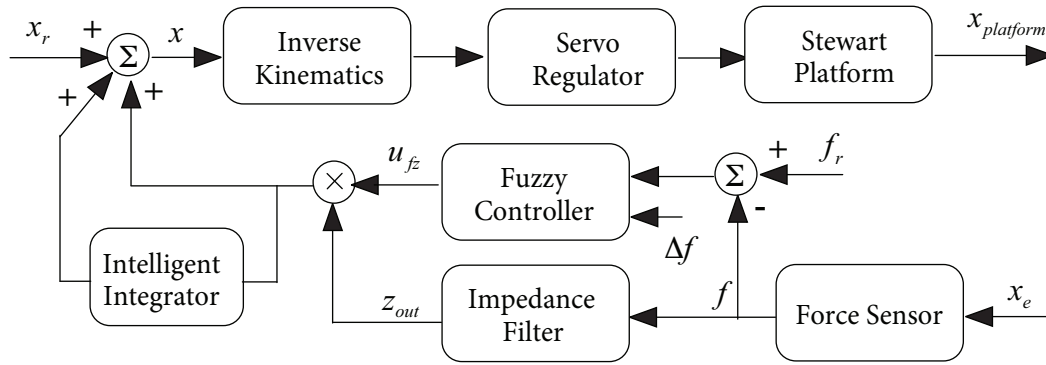 x_r
+
Σ
x
Inverse
Kinematics
Servo
Regulator
Stewart
Platform
x_platform
+
+
u_fz
×
Fuzzy
Controller
Σ
+
f_r
-
Δf
Intelligent
Integrator
z_out
Impedance
Filter
f
Force Sensor
x_e